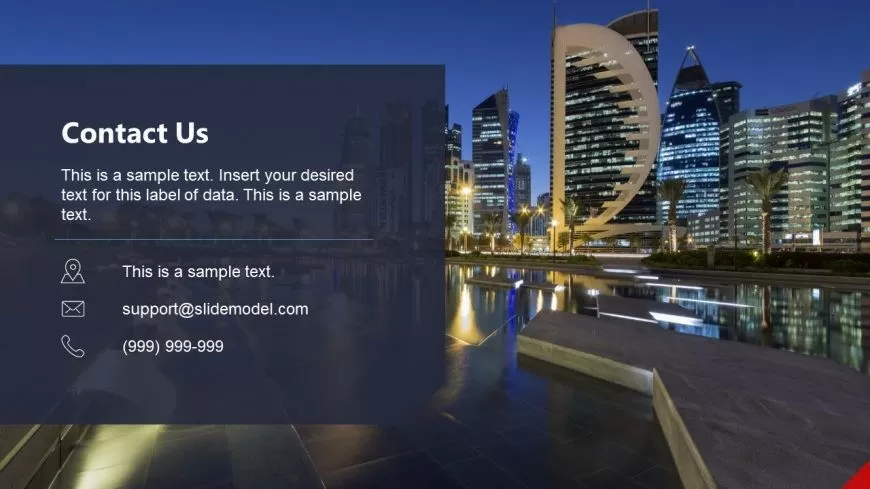 Contact Us
This is a sample text. Insert your desired
text for this label of data. This is a sample
text.
This is a sample text.
support@slidemodel.com
(999) 999-999